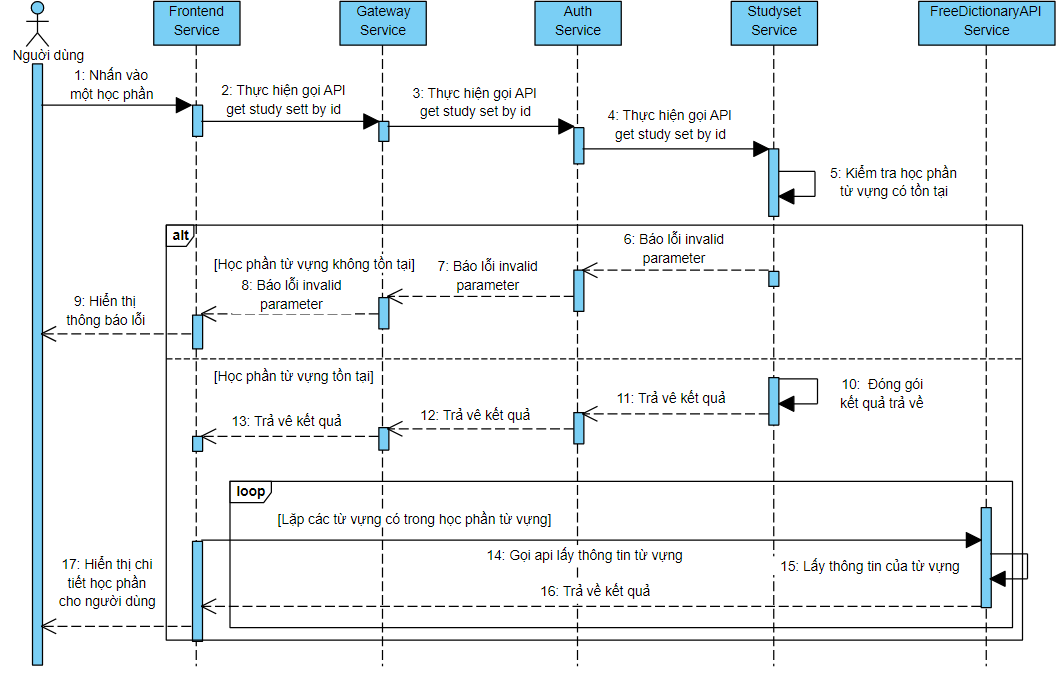 Frontend
Service
Gateway
Service
Auth
Service
Studyset
Service
FreeDictionaryAPI
Service
Người dùng
1: Nhấn vào
một học phần
2: Thực hiện gọi API
get study sett by id
3: Thực hiện gọi API
get study set by id
4: Thực hiện gọi API
get study set by id
5: Kiểm tra học phần
từ vựng có tồn tại
alt
6: Báo lỗi invalid
parameter
[Học phần từ vựng không tồn tại]
7: Báo lỗi invalid
parameter
8: Báo lỗi invalid
parameter
9: Hiển thị
thông báo lỗi
[Học phần từ vựng tồn tại]
10: Đóng gói
kết quả trả về
11: Trả vê kết quả
12: Trả vê kết quả
13: Trả vê kết quả
loop
[Lặp các từ vựng có trong học phần từ vựng]
14: Gọi api lấy thông tin từ vựng
15: Lấy thông tin của từ vựng
16: Trả về kết quả
17: Hiển thị chi
tiết học phần
cho người dùng